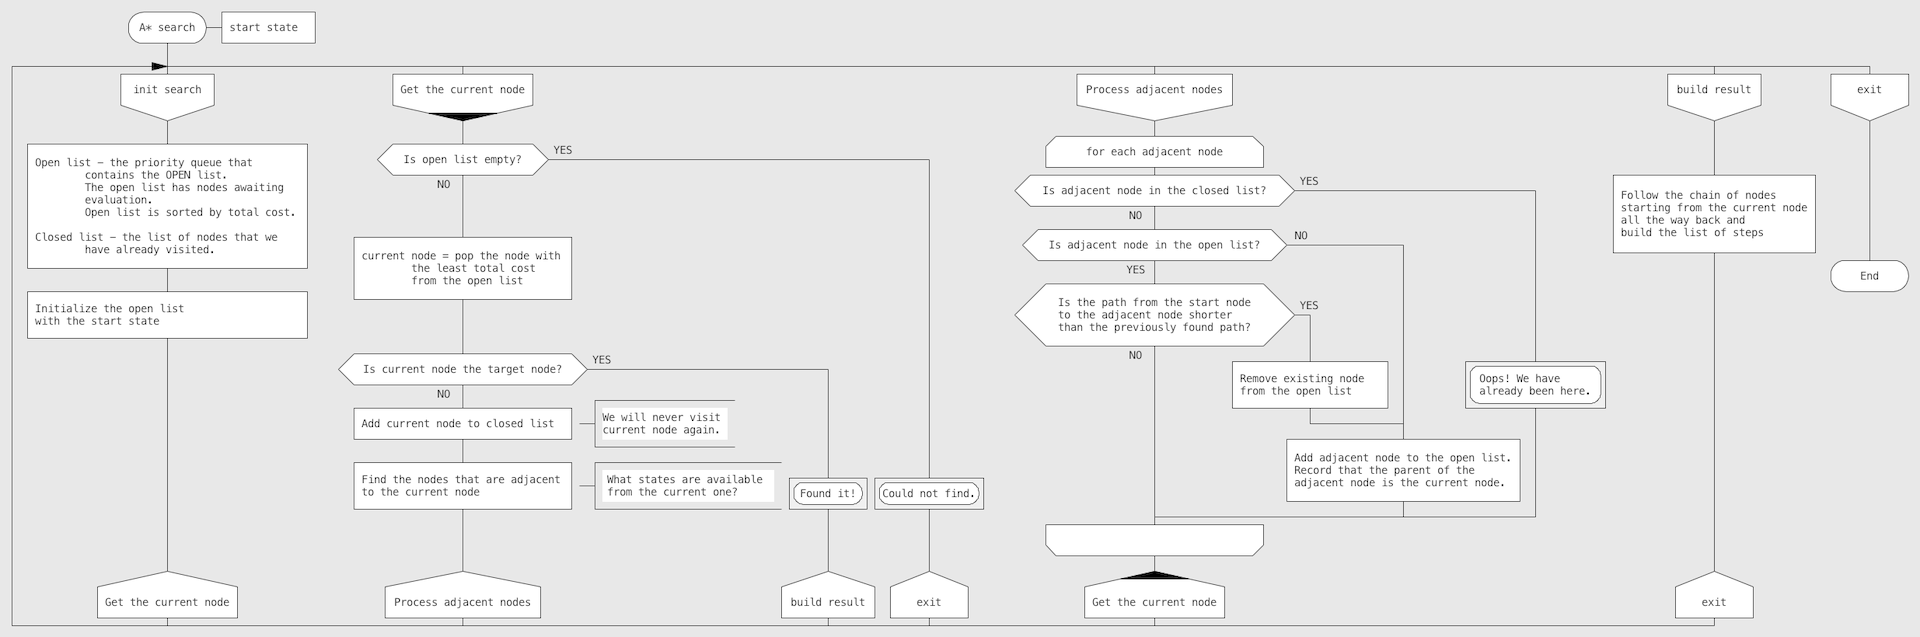 A* search
start state
init search
Open list – the priority queue that
contains the OPEN list.
The open list has nodes awaiting
evaluation.
Open list is sorted by total cost.
Closed list – the list of nodes that we
have already visited.
Initialize the open list
with the start state
Get the current node
Get the current node
Is open list empty?
YES
NO
current node = pop the node with
the least total cost
from the open list
Is current node the target node?
YES
NO
Add current node to closed list
We will never visit
current node again.
Find the nodes that are adjacent
to the current node
What states are available
from the current one?
Process adjacent nodes
Found it!
build result
Could not find.
exit
Process adjacent nodes
for each adjacent node
Is adjacent node in the closed list?
YES
NO
Is adjacent node in the open list?
NO
YES
Is the path from the start node
to the adjacent node shorter
than the previously found path?
YES
NO
Remove existing node
from the open list
Oops! We have
already been here.
Add adjacent node to the open list.
Record that the parent of the
adjacent node is the current node.
Get the current node
build result
Follow the chain of nodes
starting from the current node
all the way back and
build the list of steps
exit
exit
End